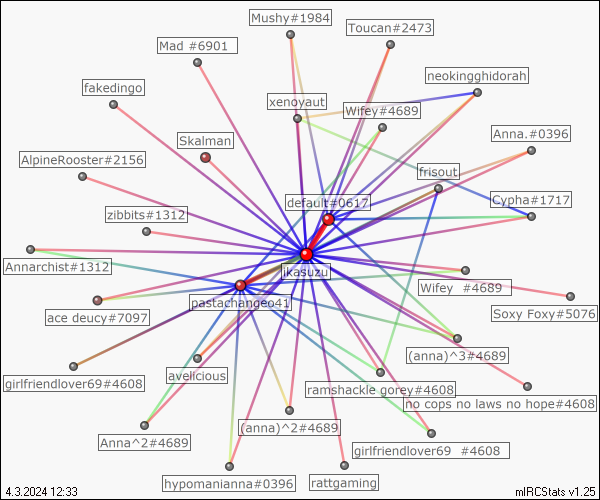 Mushy#1984
Toucan#2473
Mad #6901
neokingghidorah
fakedingo
xenoyaut
Wifey#4689
Anna.#0396
Skalman
AlpineRooster#2156
frisout
default#0617
Cypha#1717
zibbits#1312
Annarchist#1312
ikasuzu
Wifey #4689
pastachangeo41
Soxy Foxy#5076
ace deucy#7097
(anna)^3#4689
avelicious
girlfriendlover69#4608
ramshackle gorey#4608
no cops no laws no hope#4608
(anna)^2#4689
Anna^2#4689
girlfriendlover69 #4608
hypomanianna#0396
rattgaming
4.3.2024 12:33
mIRCStats v1.25